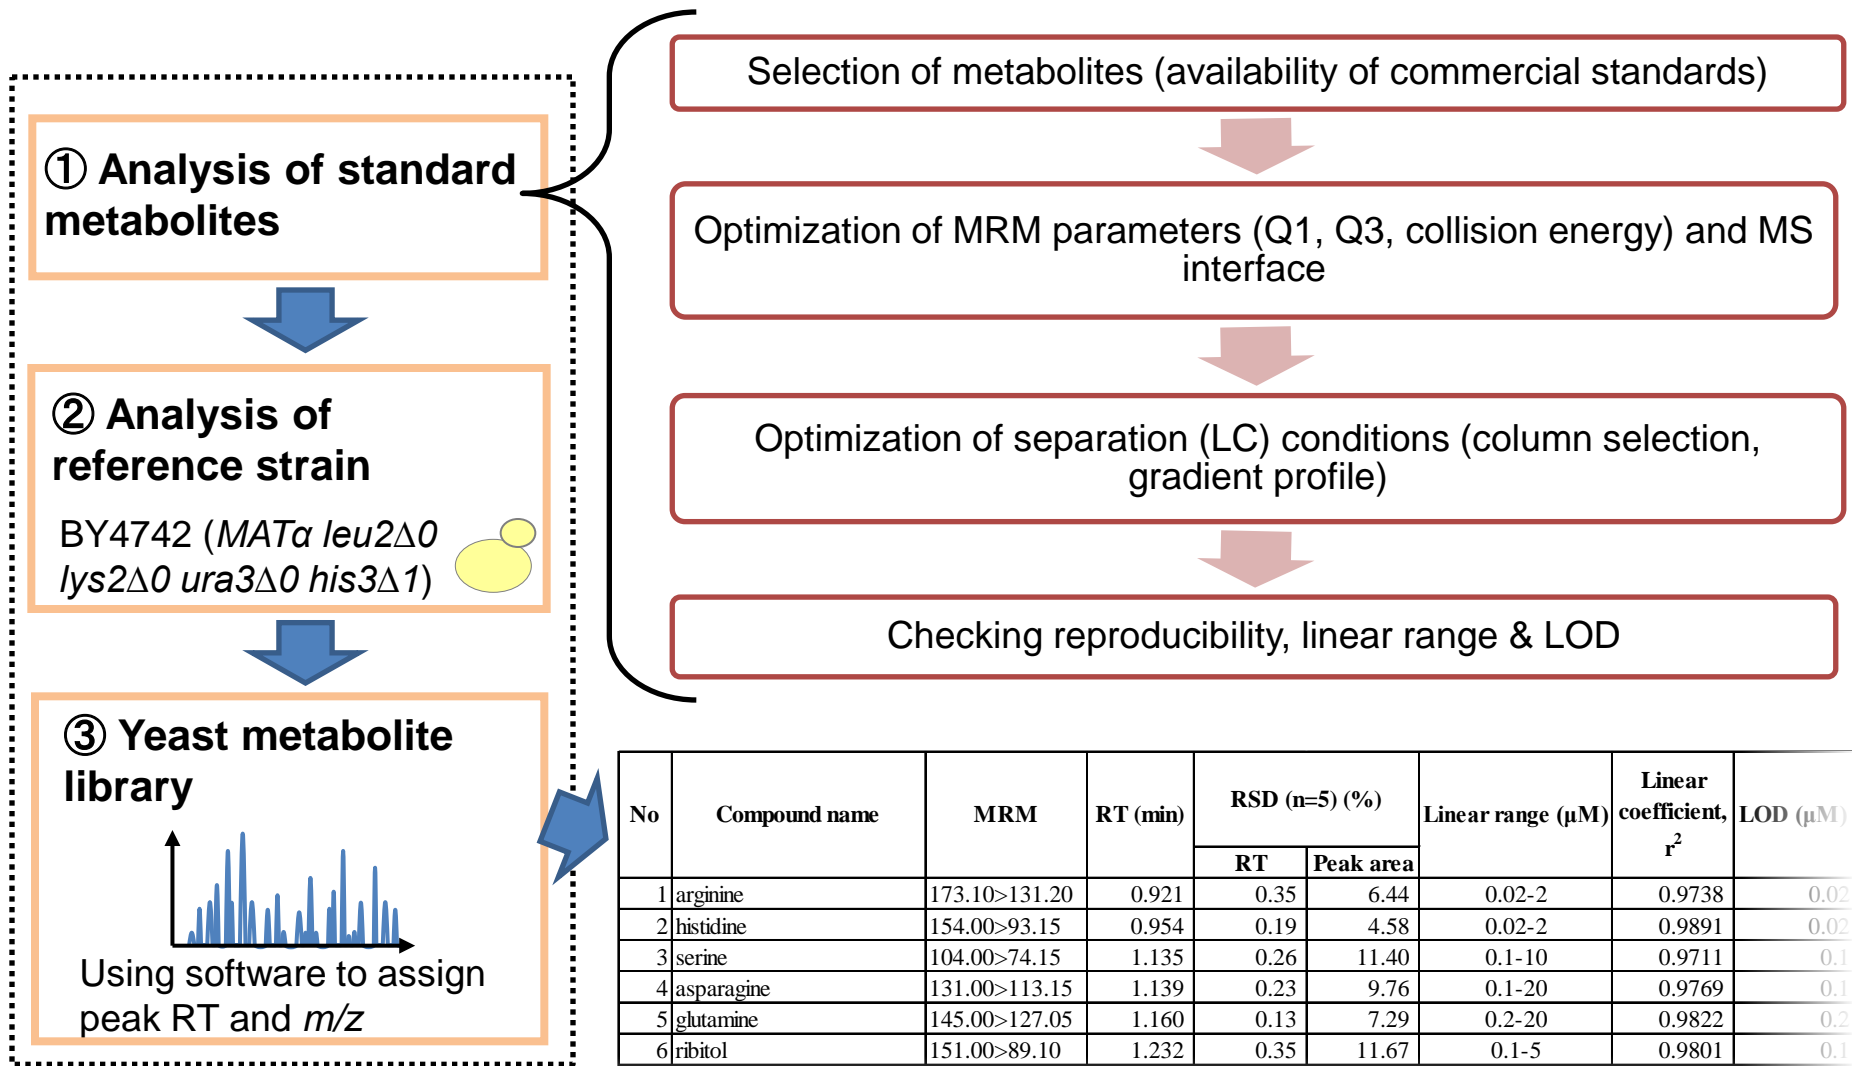 ① Analysis of standard
metabolites
② Analysis of
reference strain
BY4742 (MATα leu2Δ0
lys2Δ0 ura3Δ0 his3Δ1)
③ Yeast metabolite
library
Using software to assign
peak RT and m/z
Selection of metabolites (availability of commercial standards)
Optimization of MRM parameters (Q1, Q3, collision energy) and MS
interface
Optimization of separation (LC) conditions (column selection,
gradient profile)
Checking reproducibility, linear range & LOD
No Compound name MRM RT (min) RSD (n=5) (%) Linear range (μM) Linear coefficient, r² LOD (μM)
RT Peak area
1 arginine 173.10>131.20 0.921 0.35 6.44 0.02-2 0.9738 0.02
2 histidine 154.00>93.15 0.954 0.19 4.58 0.02-2 0.9891 0.02
3 serine 104.00>74.15 1.135 0.26 11.40 0.1-10 0.9711 0.1
4 asparagine 131.00>113.15 1.139 0.23 9.76 0.1-20 0.9769 0.1
5 glutamine 145.00>127.05 1.160 0.13 7.29 0.2-20 0.9822 0.2
6 ribitol 151.00>89.10 1.232 0.35 11.67 0.1-5 0.9801 0.1